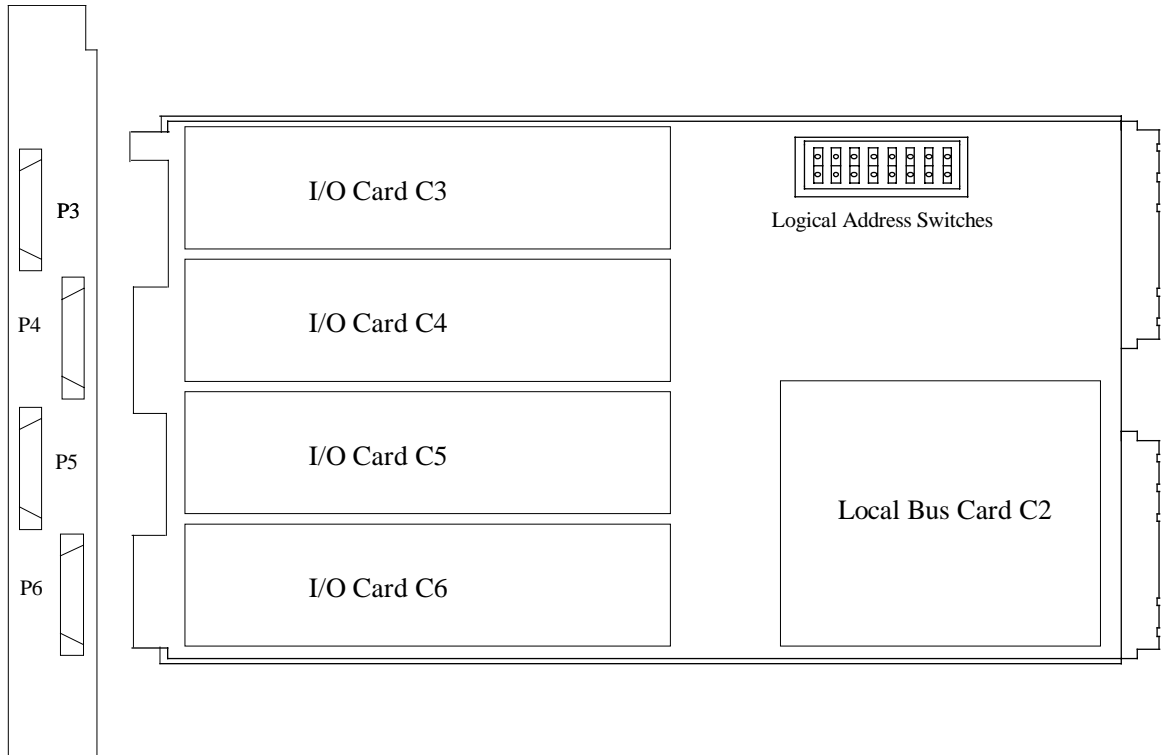 P3
P4
P5
P6
I/O Card C3
I/O Card C4
I/O Card C5
I/O Card C6
Logical Address Switches
Local Bus Card C2